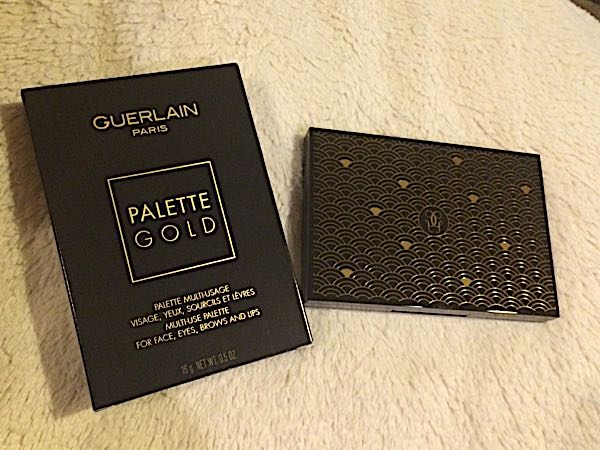 GUERLAIN
PARIS
PALETTE
GOLD
PALETTE MULTI-USAGE
VISAGE, YEUX, SOURCILS ET LÈVRES
MULTI-USE PALETTE
FOR FACE, EYES, BROWS AND LIPS
15 g NET WT. 0.5 OZ.